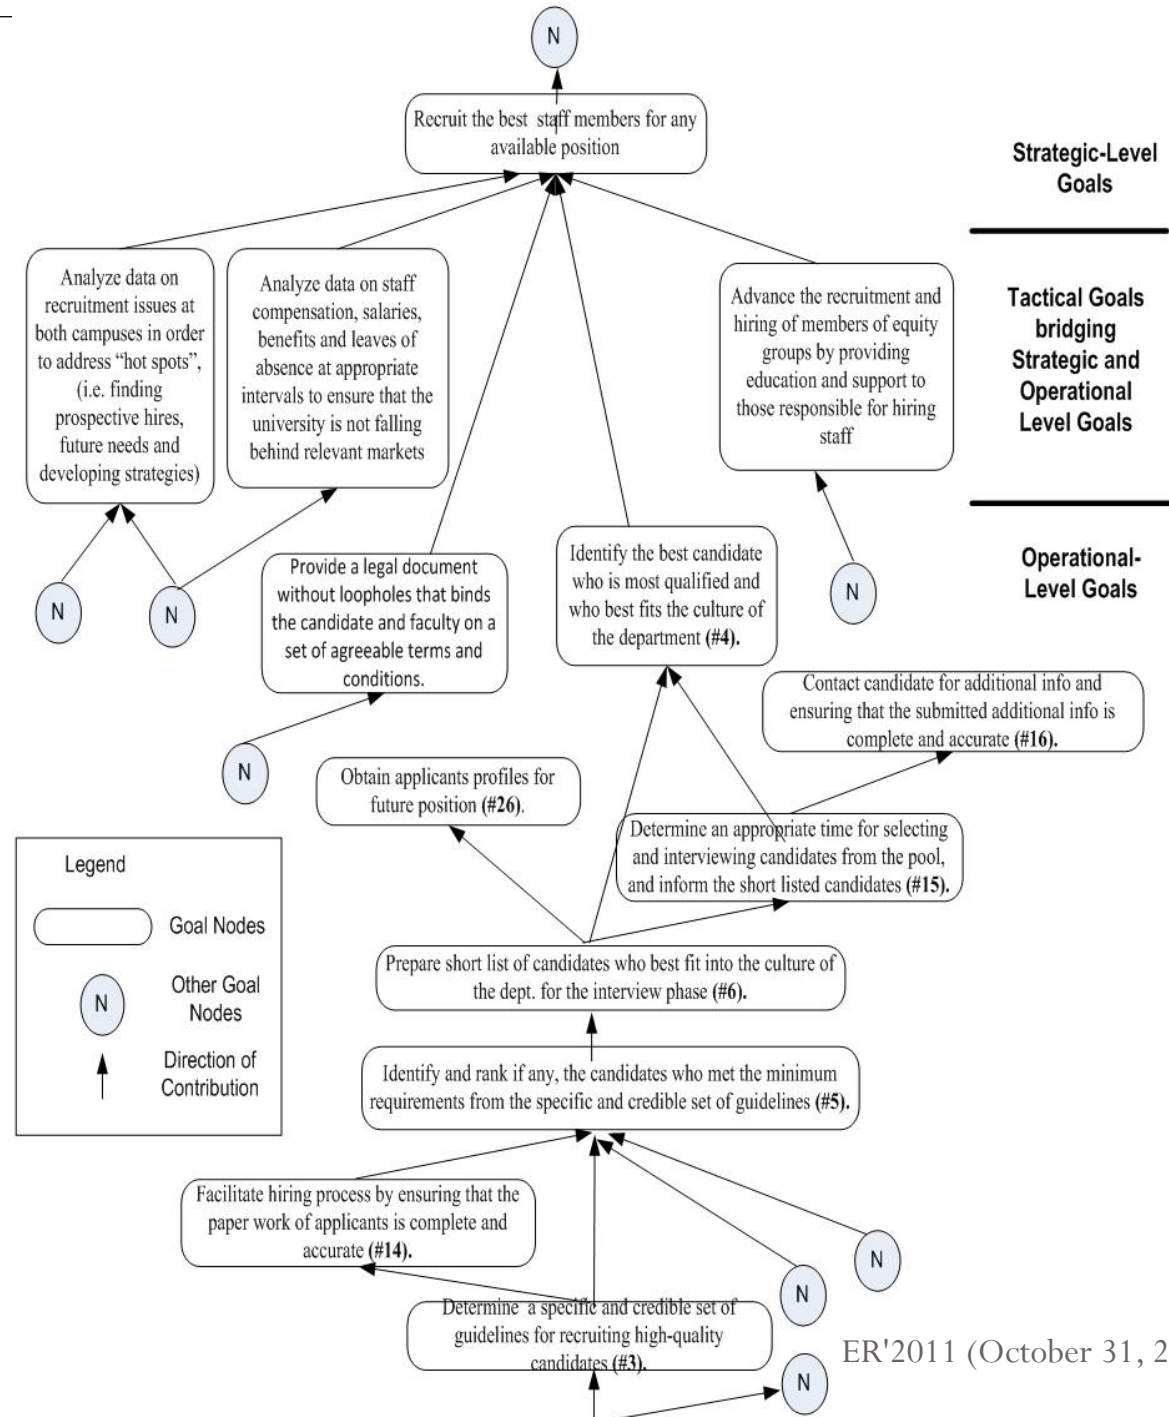 N
Recruit the best staff members for any
available position
Strategic-Level
Goals
Analyze data on
recruitment issues at
both campuses in order
to address “hot spots”,
(i.e. finding
prospective hires,
future needs and
developing strategies)
Analyze data on staff
compensation, salaries,
benefits and leaves of
absence at appropriate
intervals to ensure that the
university is not falling
behind relevant markets
Advance the recruitment and
hiring of members of equity
groups by providing
education and support to
those responsible for hiring
staff
Tactical Goals
bridging
Strategic and
Operational
Level Goals
Provide a legal document
without loopholes that binds
the candidate and faculty on a
set of agreeable terms and
conditions.
Identify the best candidate
who is most qualified and
who best fits the culture of
the department (#4).
Operational-
Level Goals
N
N
N
Contact candidate for additional info and
ensuring that the submitted additional info is
complete and accurate (#16).
N
Obtain applicants profiles for
future position (#26).
Determine an appropriate time for selecting
and interviewing candidates from the pool,
and inform the short listed candidates (#15).
Legend
Goal Nodes
N
Other Goal
Nodes
Direction of
Contribution
Prepare short list of candidates who best fit into the culture of
the dept. for the interview phase (#6).
Identify and rank if any, the candidates who met the minimum
requirements from the specific and credible set of guidelines (#5).
Facilitate hiring process by ensuring that the
paper work of applicants is complete and
accurate (#14).
N
N
Determine a specific and credible set of
guidelines for recruiting high-quality
candidates (#3).
ER'2011 (October 31, 2
N